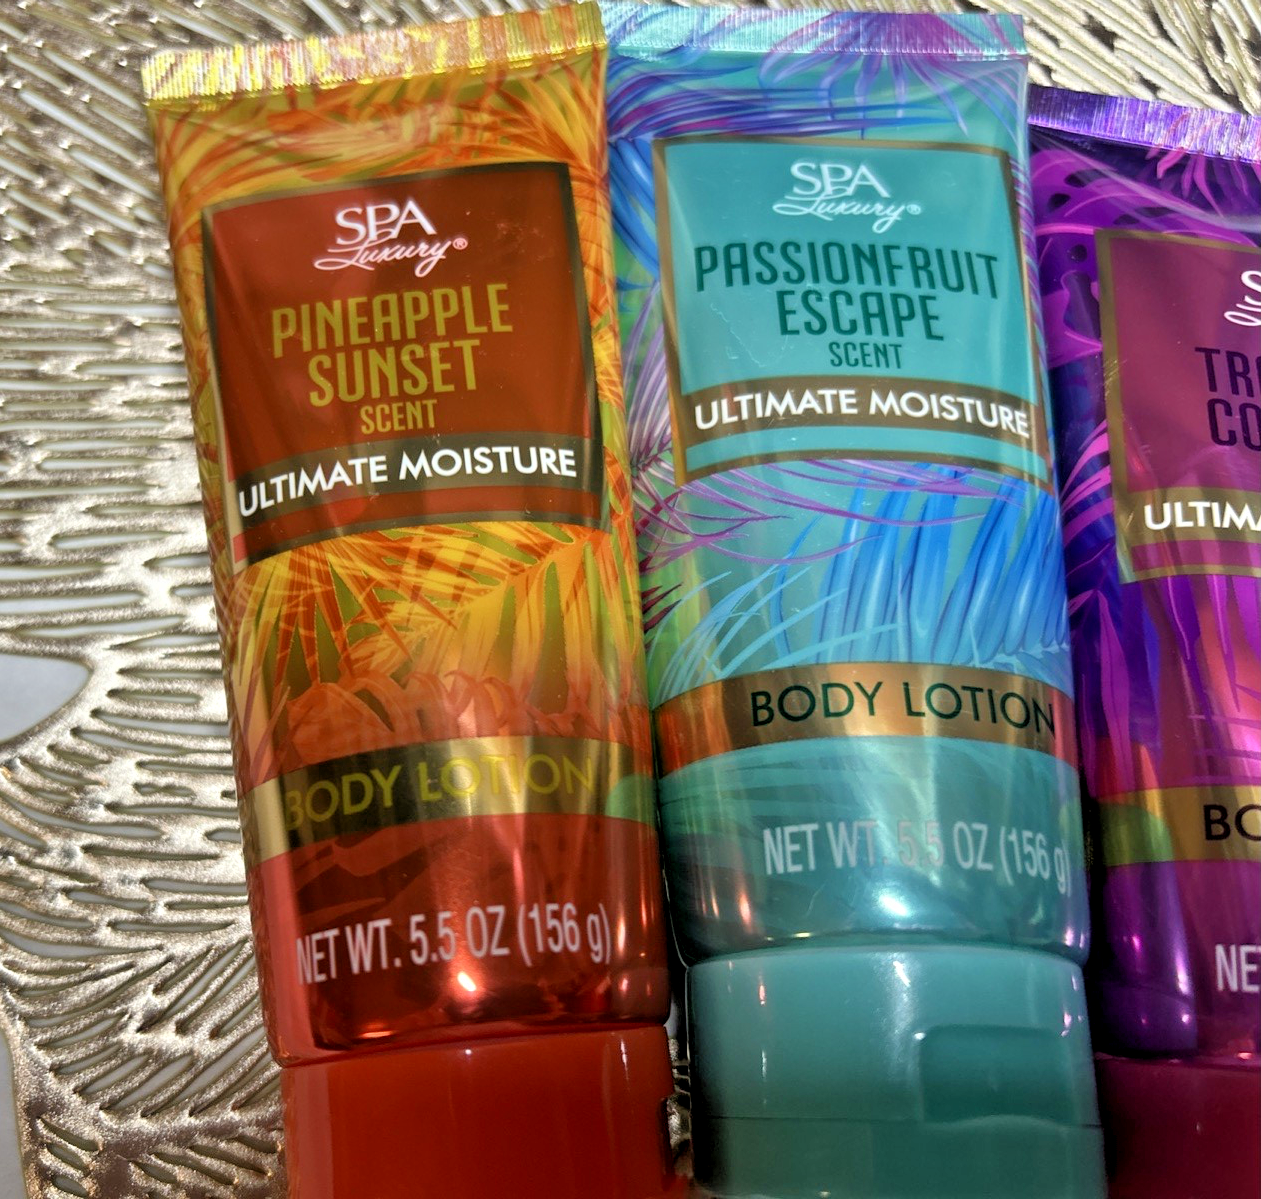 SPA
Luxury®
PINEAPPLE
SUNSET
SCENT
ULTIMATE MOISTURE
BODY LOTION
NET WT. 5.5 OZ (156 g)
SPA
Luxury®
PASSIONFRUIT
ESCAPE
SCENT
ULTIMATE MOISTURE
BODY LOTION
NET WT. 5.5 OZ (156 g)